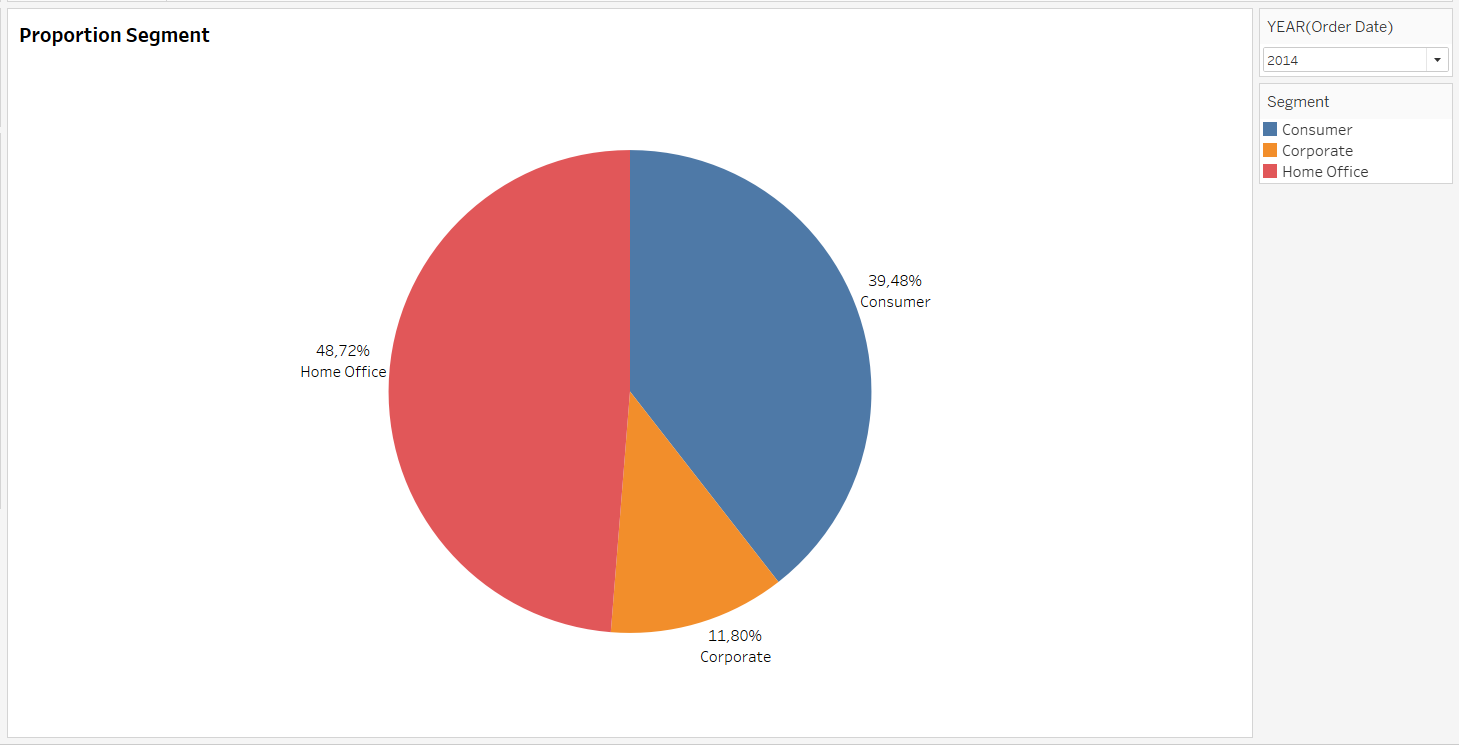 Proportion Segment
39,48%
Consumer
48,72%
Home Office
11,80%
Corporate
YEAR(Order Date)
2014
Segment
Consumer
Corporate
Home Office